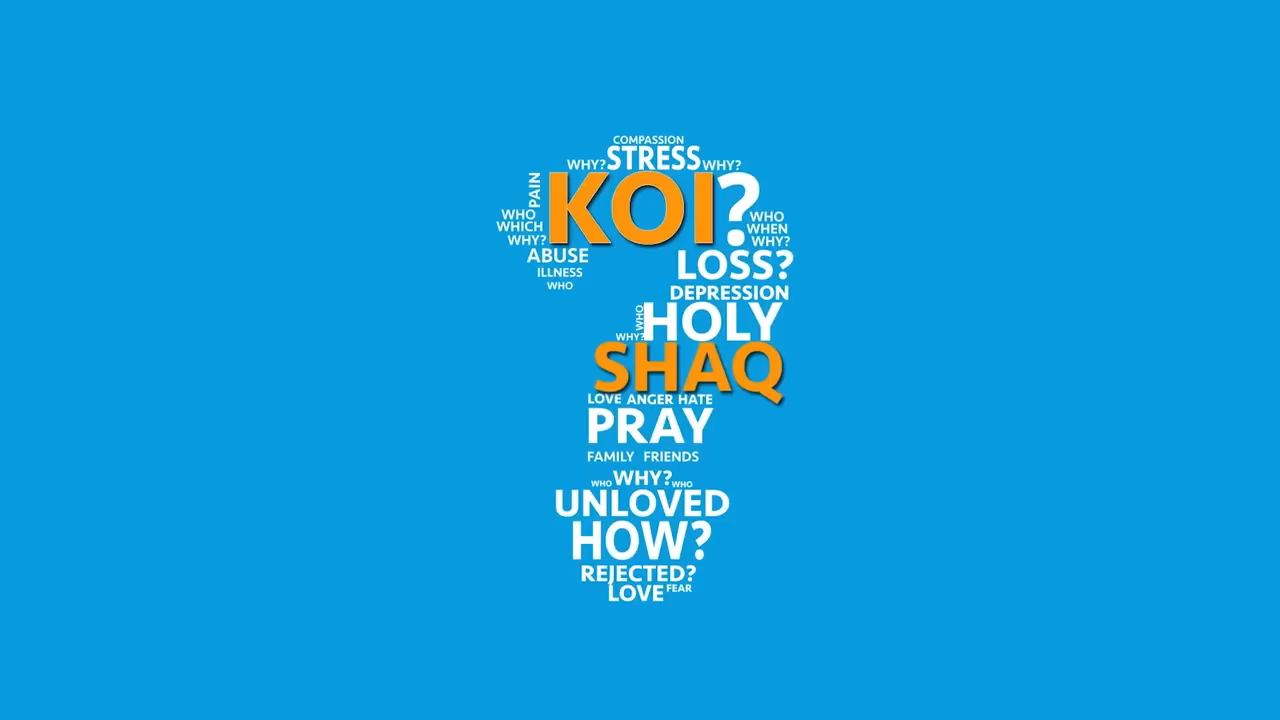 COMPASSION
WHY? STRESS WHY?
PAIN
KOI?
WHO
WHICH
WHY?
WHO
WHEN
WHY?
ABUSE
ILLNESS
WHO
LOSS?
DEPRESSION
WHO
HOLY
WHY?
SHAQ
LOVE ANGER HATE
PRAY
FAMILY FRIENDS
WHO WHY? WHO
UNLOVED
HOW?
REJECTED?
LOVE FEAR